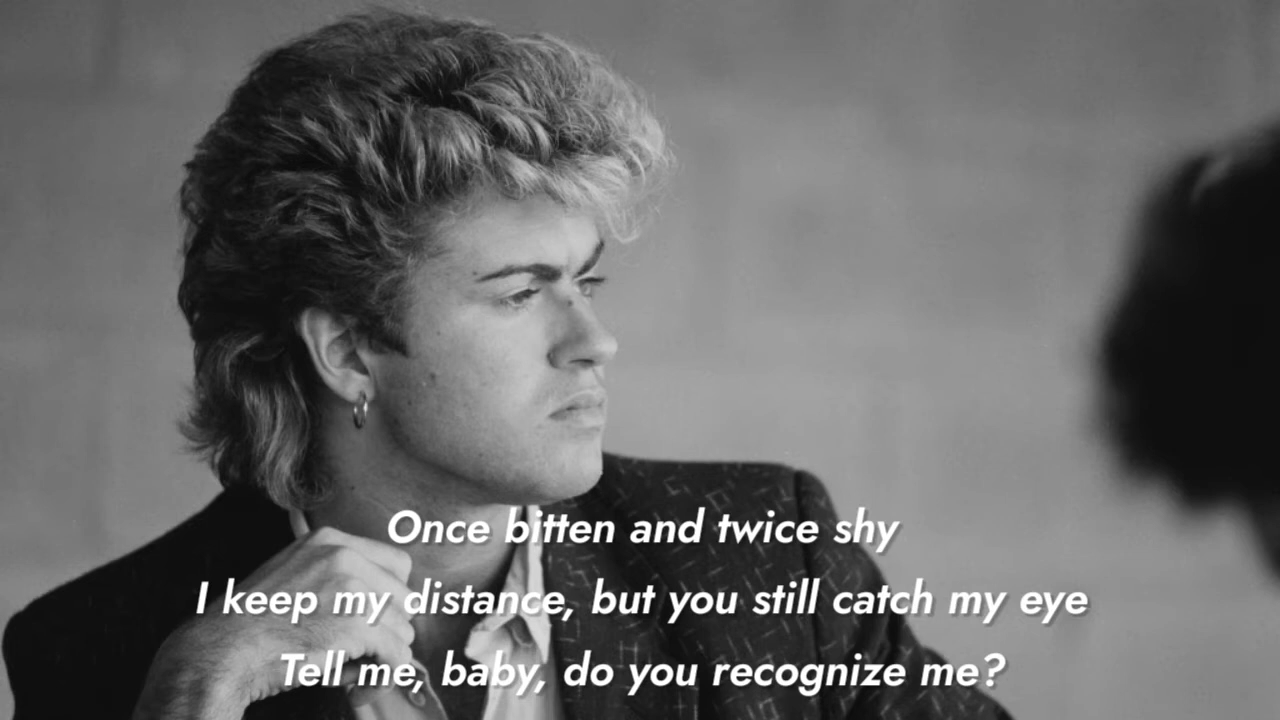 Once bitten and twice shy
I keep my distance, but you still catch my eye
Tell me, baby, do you recognize me?